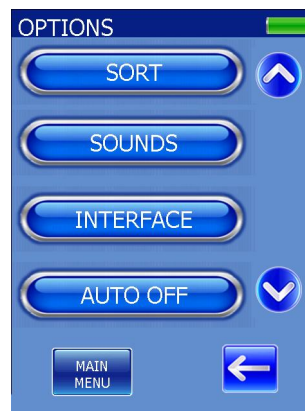 OPTIONS
SORT
SOUNDS
INTERFACE
AUTO OFF
MAIN
MENU